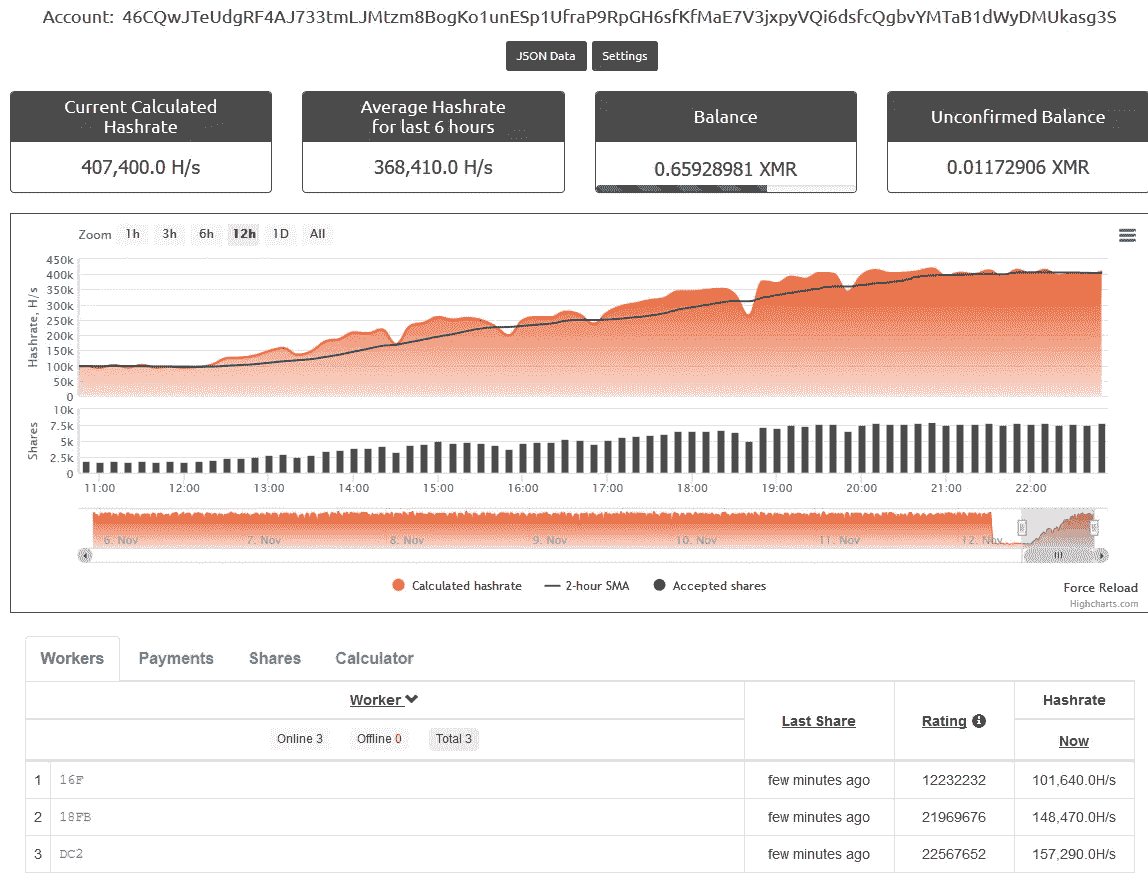 Account: 46CQwJTeUdgRF4AJ733tmLJMtzm8BogKo1unESp1UfraP9RpGH6sfKfMaE7V3jxpyVQi6dsfcQgbvYMTaB1dWyDMUkasg3S
JSON Data Settings
Current Calculated Hashrate
407,400.0 H/s
Average Hashrate for last 6 hours
368,410.0 H/s
Balance
0.65928981 XMR
Unconfirmed Balance
0.01172906 XMR
Zoom 1h 3h 6h 12h 1D All
Hashrate, H/s
450k
400k
350k
300k
250k
200k
150k
100k
50k
0
Shares
10k
7.5k
5k
2.5k
0
11:00 12:00 13:00 14:00 15:00 16:00 17:00 18:00 19:00 20:00 21:00 22:00
6. Nov 7. Nov 8. Nov 9. Nov 10. Nov 11. Nov 12. Nov
Calculated hashrate 2-hour SMA Accepted shares
Force Reload
Highcharts.com
Workers Payments Shares Calculator
Worker Last Share Rating Hashrate
Online 3 Offline 0 Total 3 Now
1 16F few minutes ago 12232232 101,640.0H/s
2 18FB few minutes ago 21969676 148,470.0H/s
3 DC2 few minutes ago 22567652 157,290.0H/s